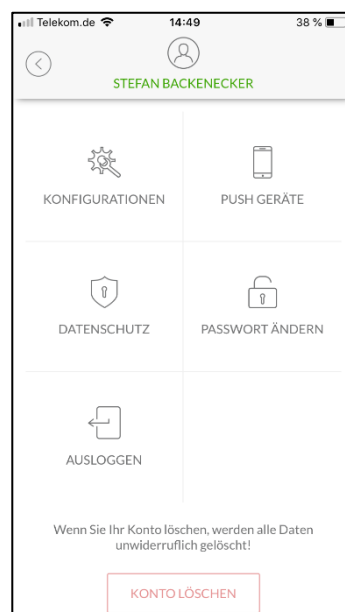 Telekom.de 14:49 38 %
STEFAN BACKENECKER
KONFIGURATIONEN PUSH GERÄTE
DATENSCHUTZ PASSWORT ÄNDERN
AUSLOGGEN
Wenn Sie Ihr Konto löschen, werden alle Daten
unwiderruflich gelöscht!
KONTO LÖSCHEN